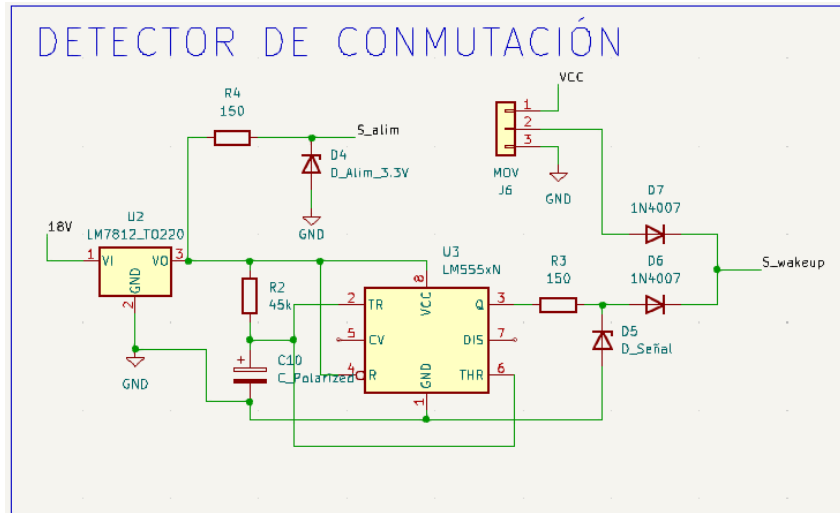 DETECTOR DE CONMUTACIÓN
VCC
R4
150
S_alim
1
2
3
D4
D_Alim_3.3V
MOV
J6
GND
GND
D7
1N4007
U2
LM7812_TO220
18V
1
VI
VO
3
GND
2
U3
LM555xN
R3
150
D6
1N4007
S_wakeup
R2
45k
8
VCC
2
TR
Q
3
5
CV
DIS
7
D5
D_Señal
GND
C10
C_Polarized
+
4
R
GND
1
THR
6